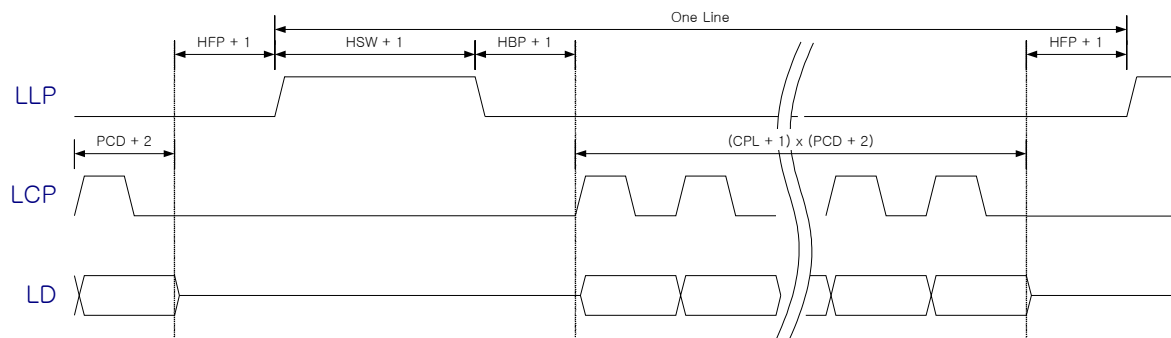 One Line
HFP + 1
HSW + 1
HBP + 1
HFP + 1
LLP
PCD + 2
(CPL + 1) x (PCD + 2)
LCP
LD